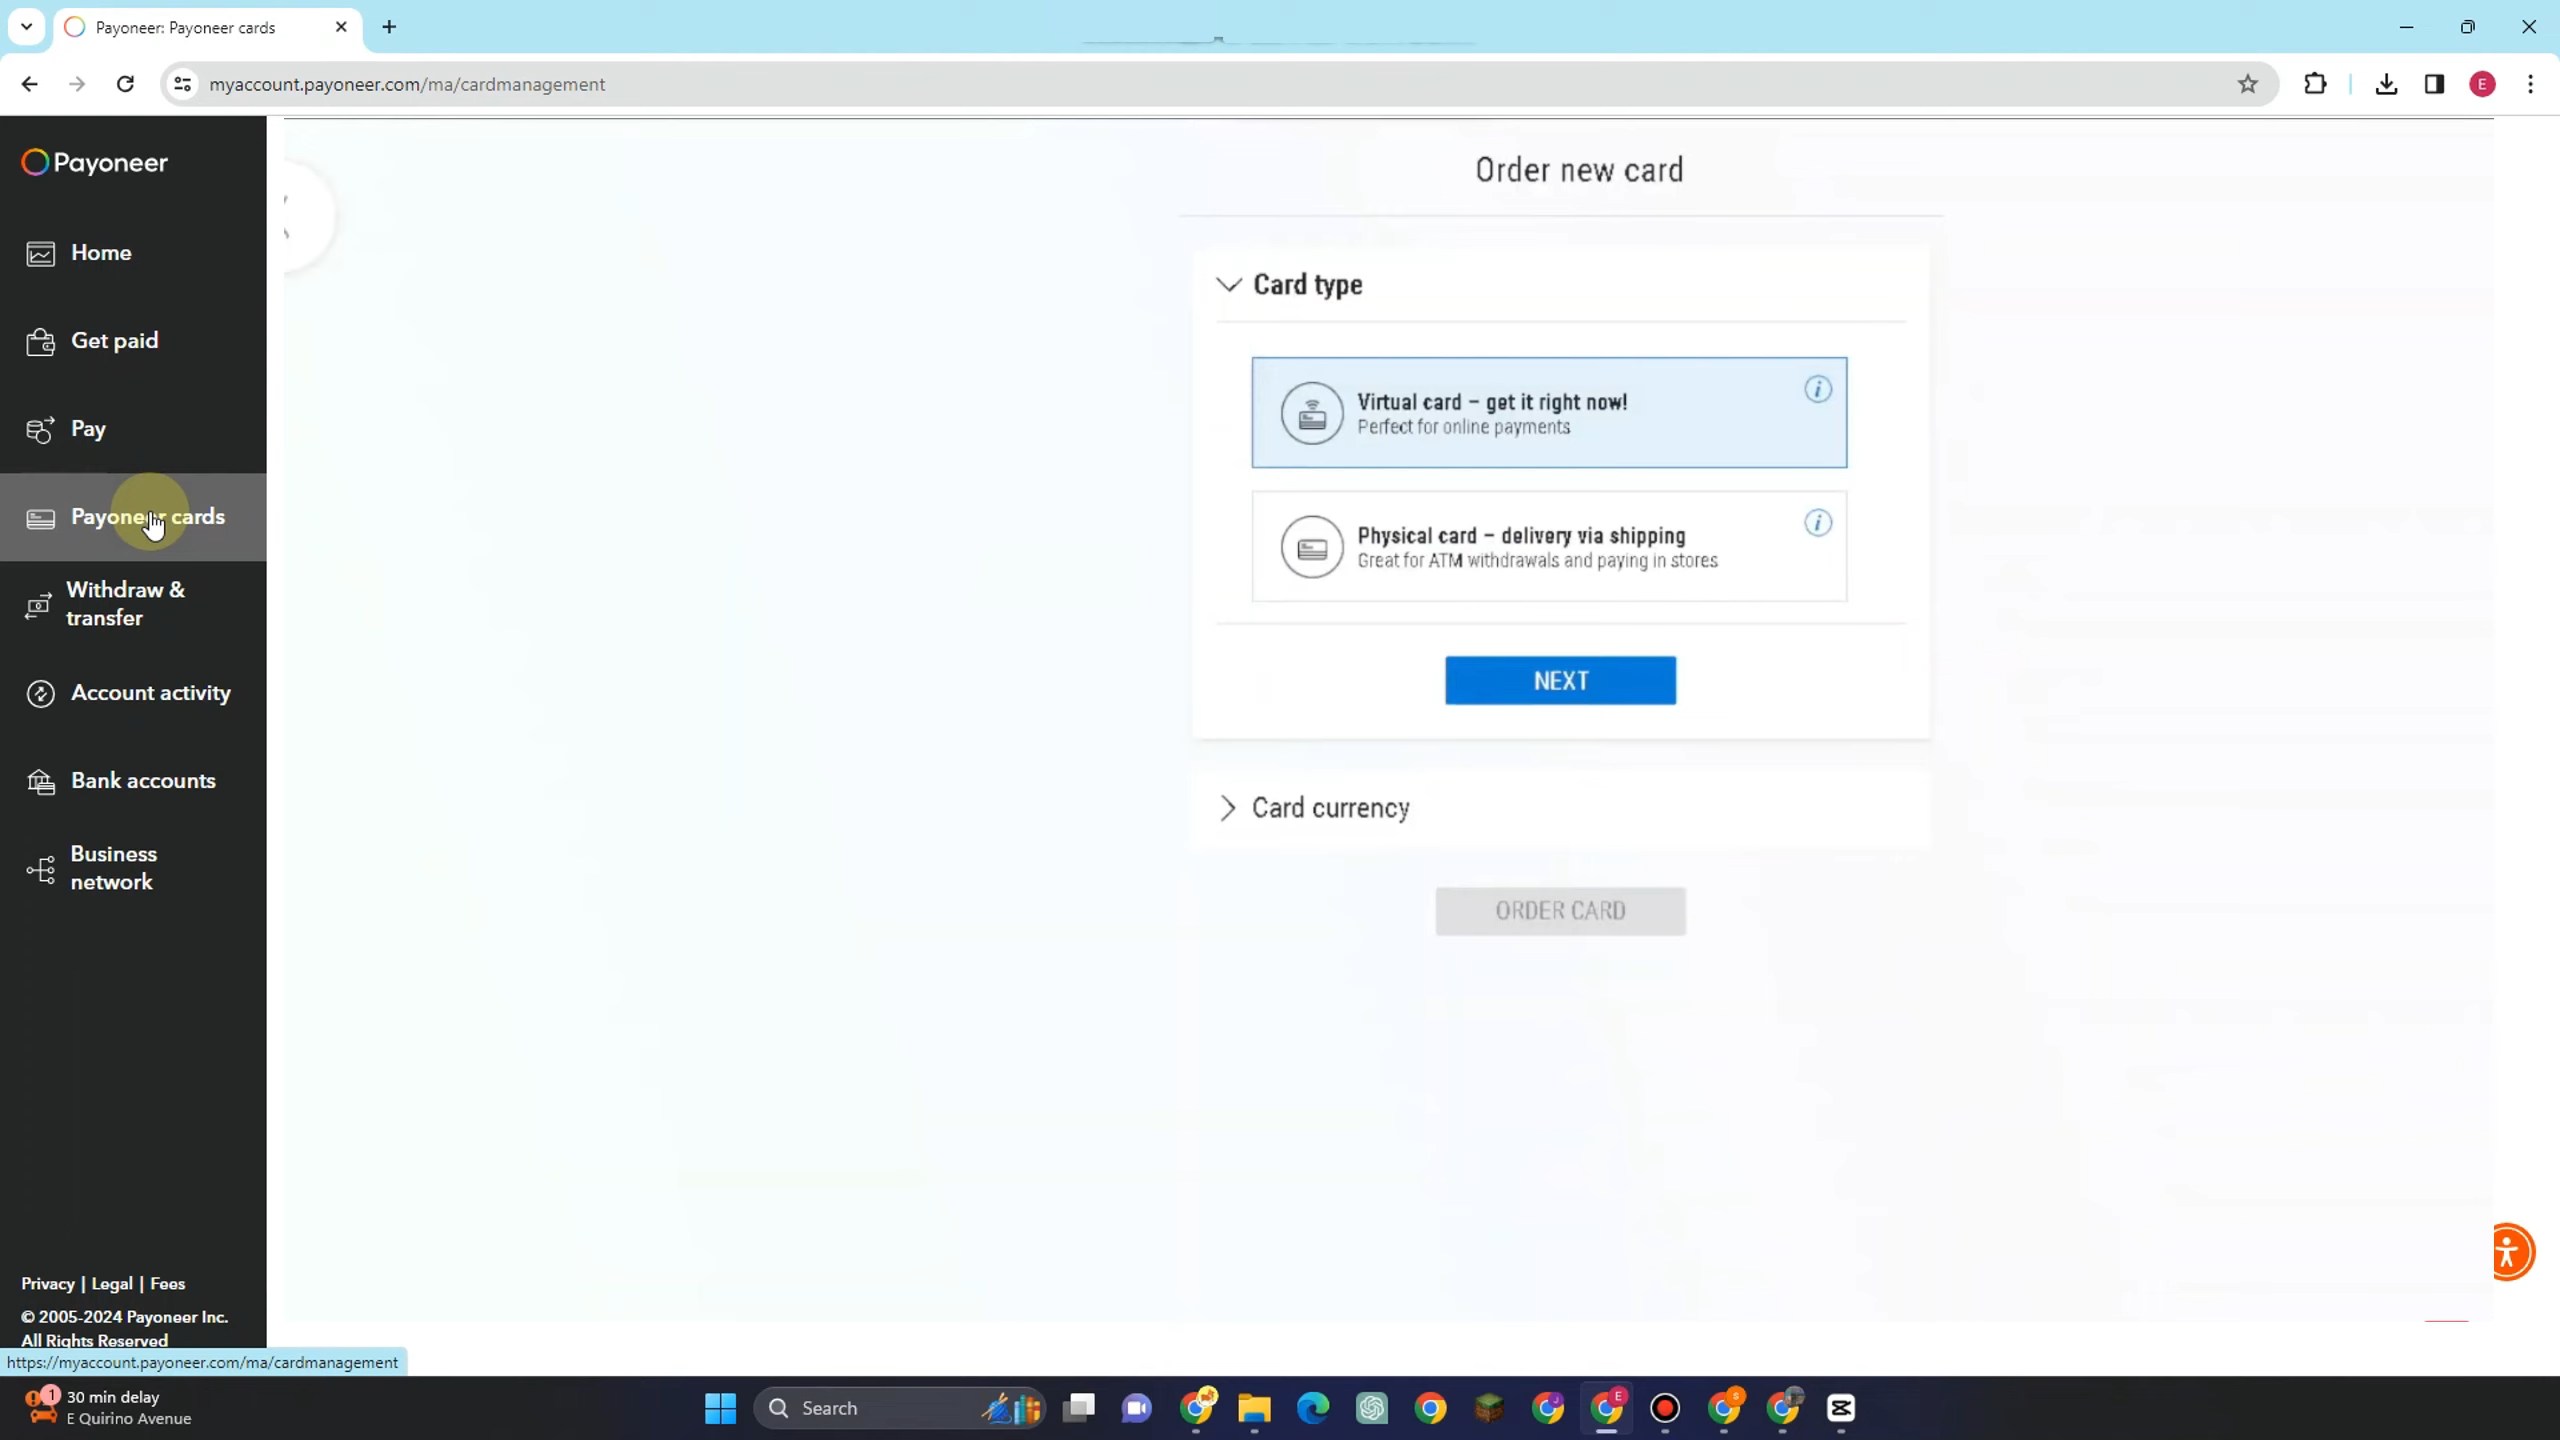 Payoneer: Payoneer cards
myaccount.payoneer.com/ma/cardmanagement
E
Payoneer
Home
Get paid
Pay
Payoneer cards
Withdraw &
transfer
Account activity
Bank accounts
Business
network
Privacy | Legal | Fees
© 2005-2024 Payoneer Inc.
All Rights Reserved
https://myaccount.payoneer.com/ma/cardmanagement
Order new card
Card type
Virtual card – get it right now!
Perfect for online payments
Physical card – delivery via shipping
Great for ATM withdrawals and paying in stores
NEXT
Card currency
ORDER CARD
1
30 min delay
E Quirino Avenue
Search
J
E
S